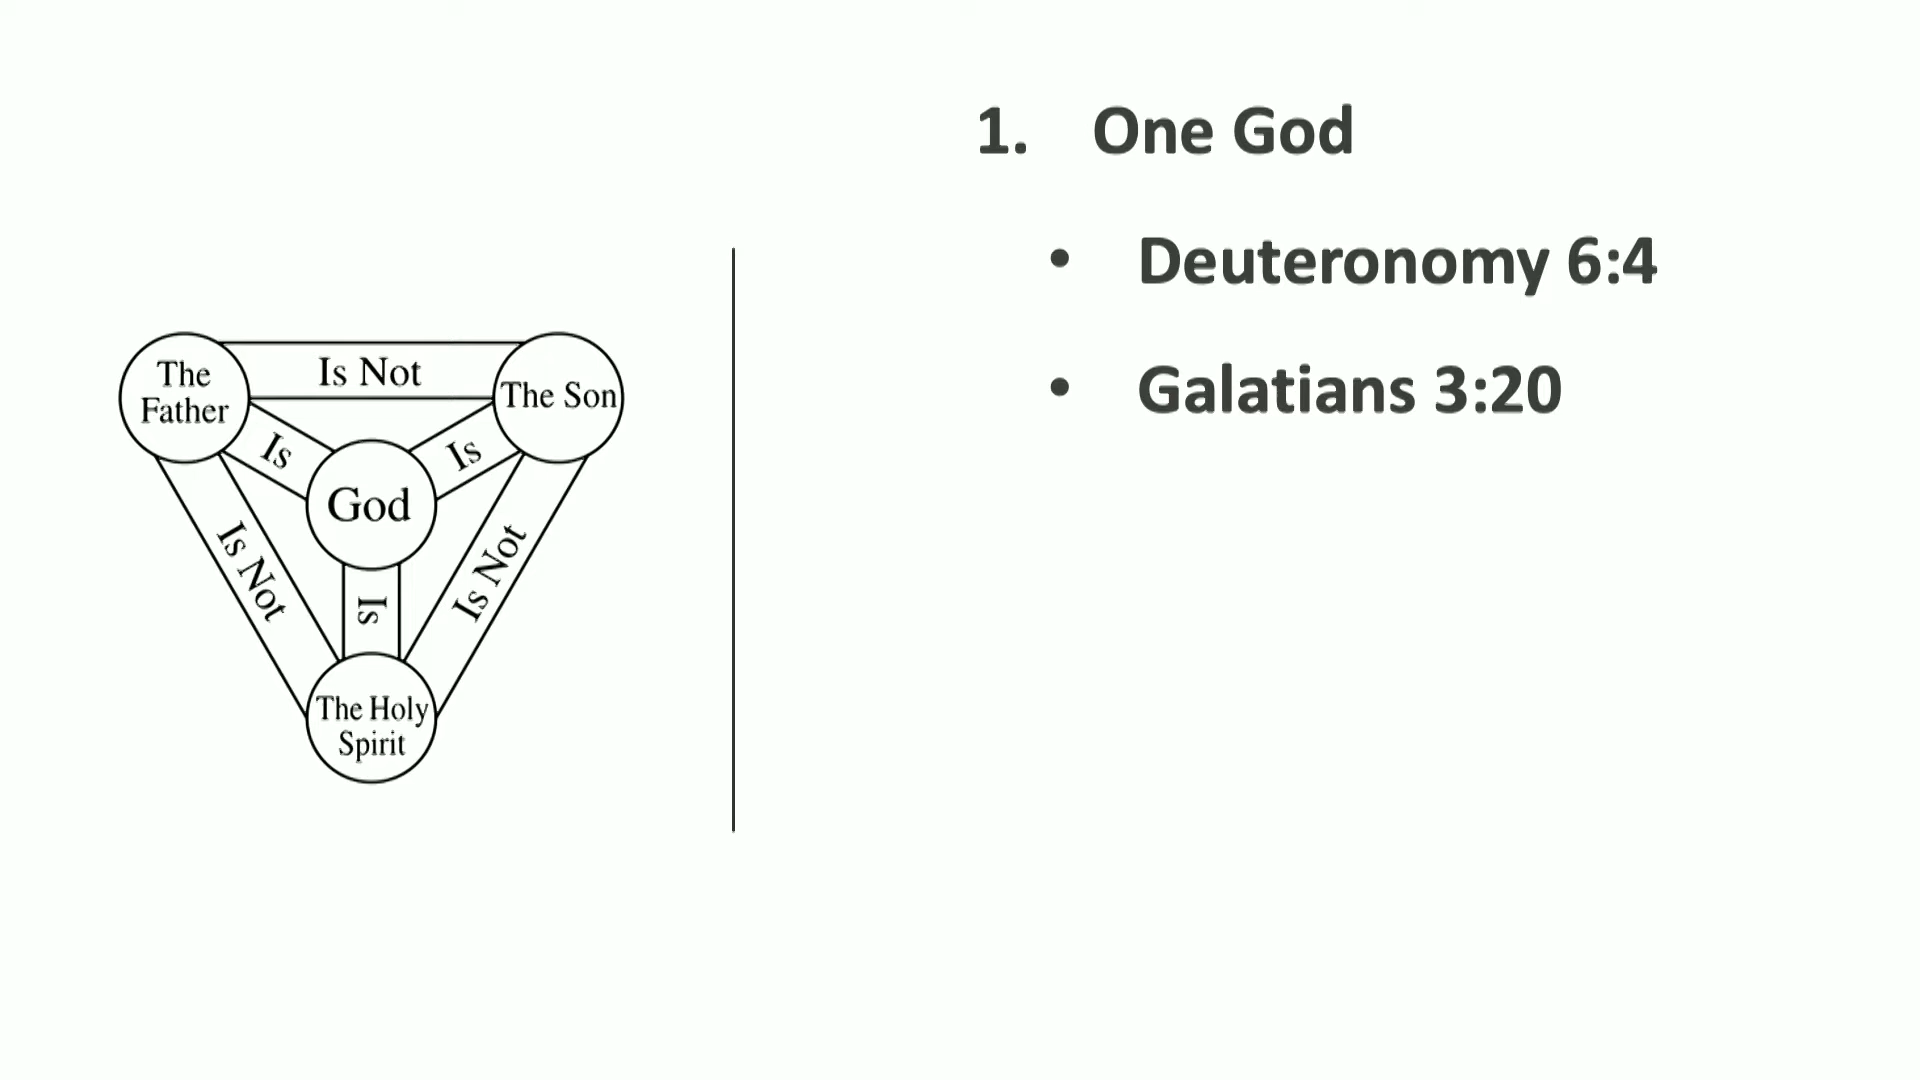 The
Father
Is Not
The Son
Is
Is
God
Is Not
Is
Is Not
The Holy
Spirit
1. One God
• Deuteronomy 6:4
• Galatians 3:20